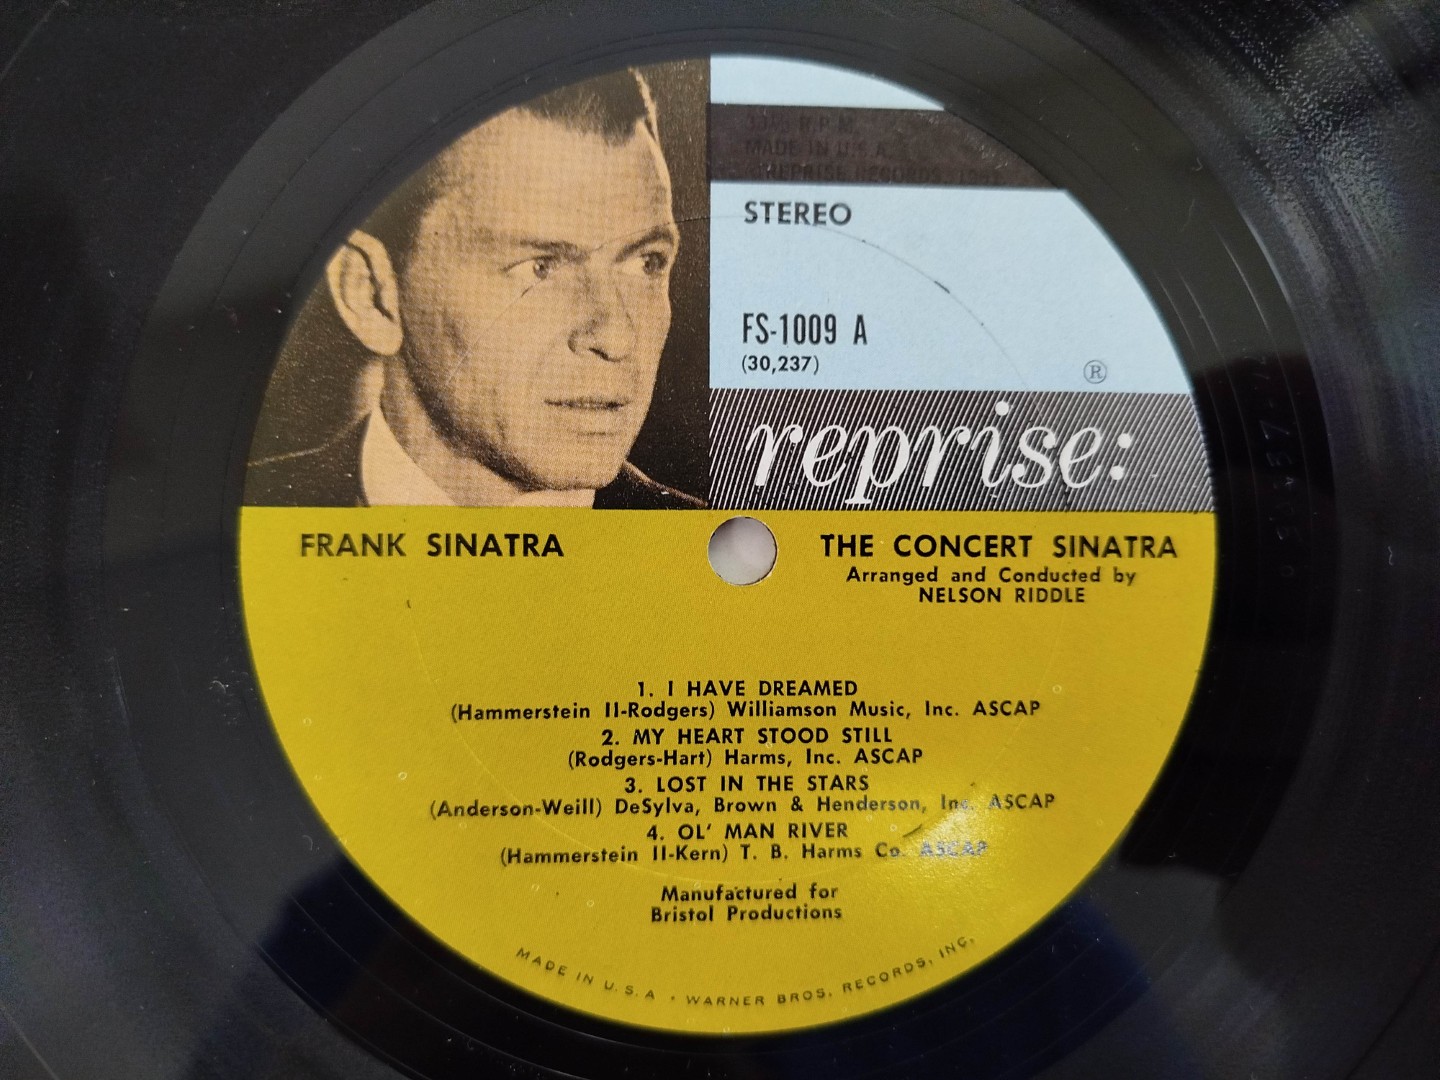 MADE IN U.S.A.
STEREO
FS-1009 A
(30,237)
®
reprise:
FRANK SINATRA
THE CONCERT SINATRA
Arranged and Conducted by
NELSON RIDDLE
1. I HAVE DREAMED
(Hammerstein II-Rodgers) Williamson Music, Inc. ASCAP
2. MY HEART STOOD STILL
(Rodgers-Hart) Harms, Inc. ASCAP
3. LOST IN THE STARS
(Anderson-Weill) DeSylva, Brown & Henderson, Inc. ASCAP
4. OL' MAN RIVER
(Hammerstein II-Kern) T. B. Harms Co. ASCAP
Manufactured for
Bristol Productions
MADE IN U.S.A • WARNER BROS. RECORDS, INC.